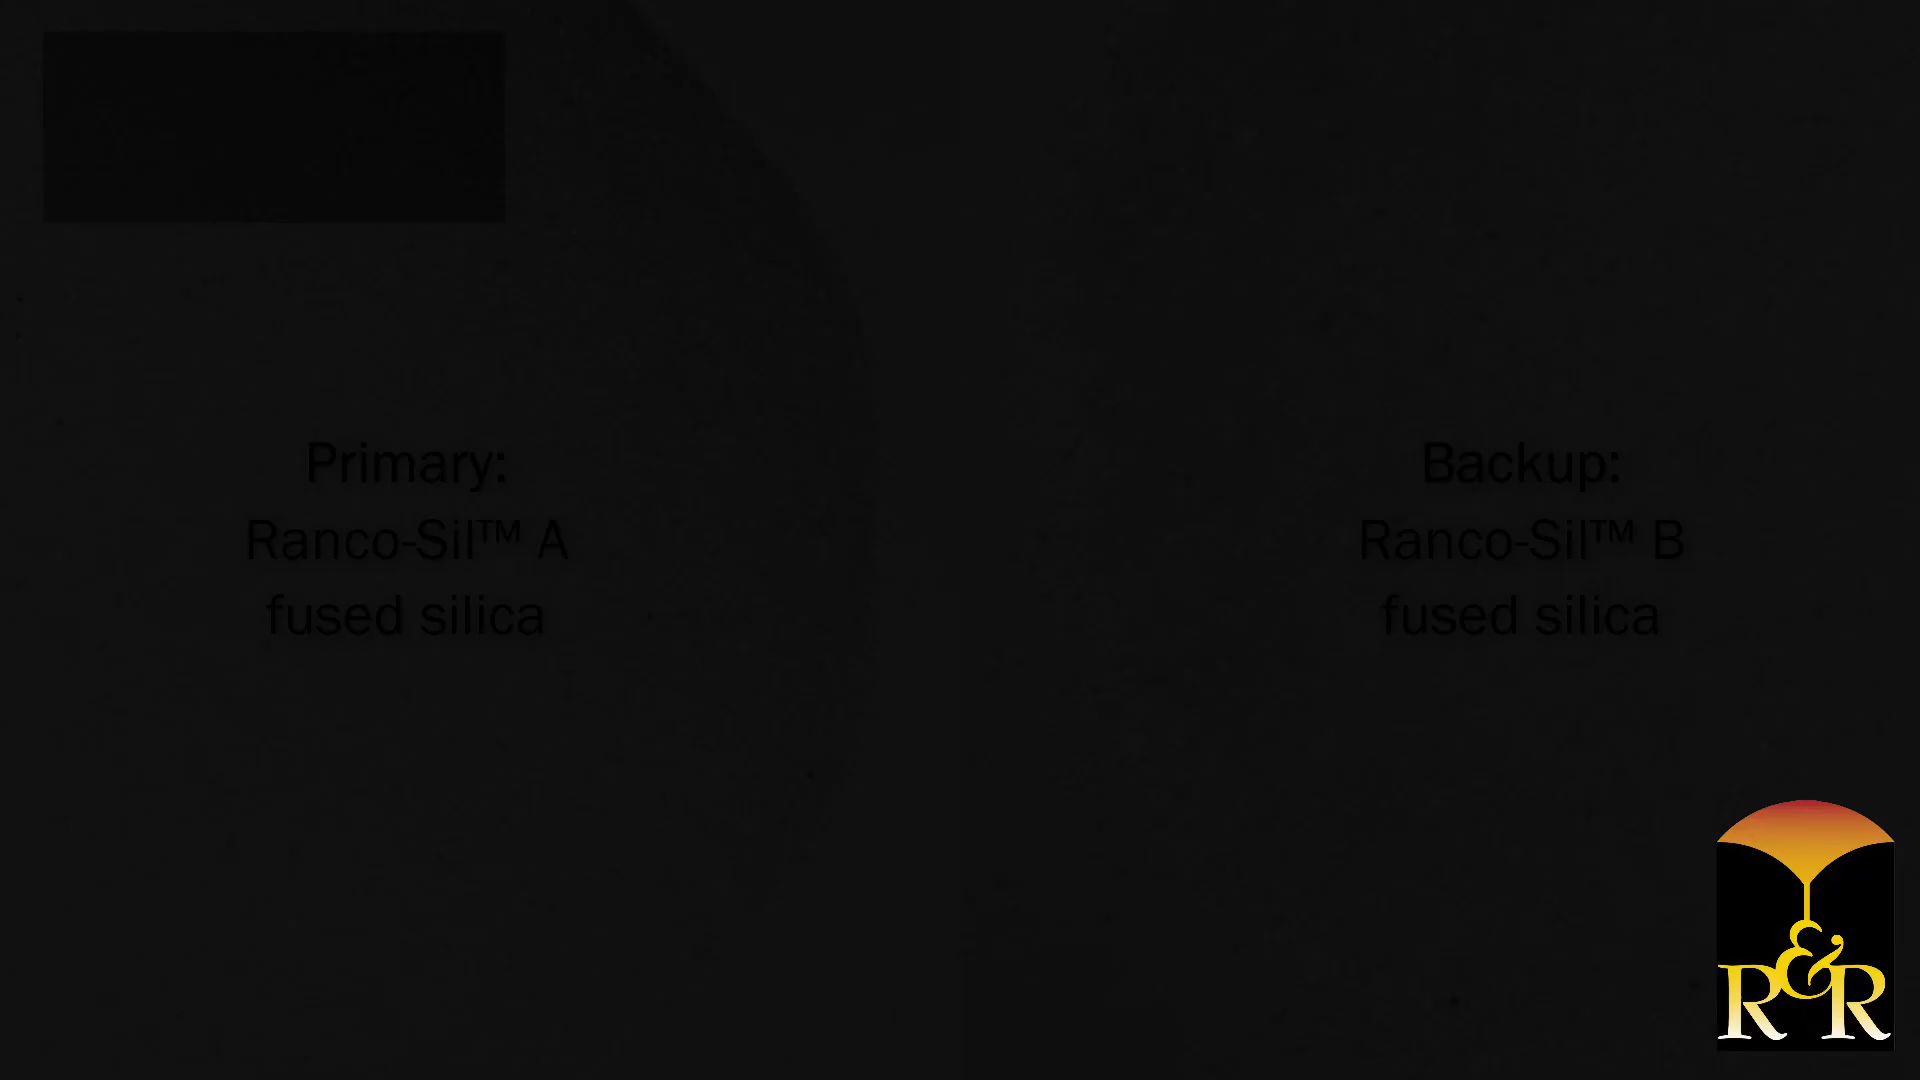 Primary:
Ranco-Sil™ A
fused silica
Backup:
Ranco-Sil™ B
fused silica
R&R